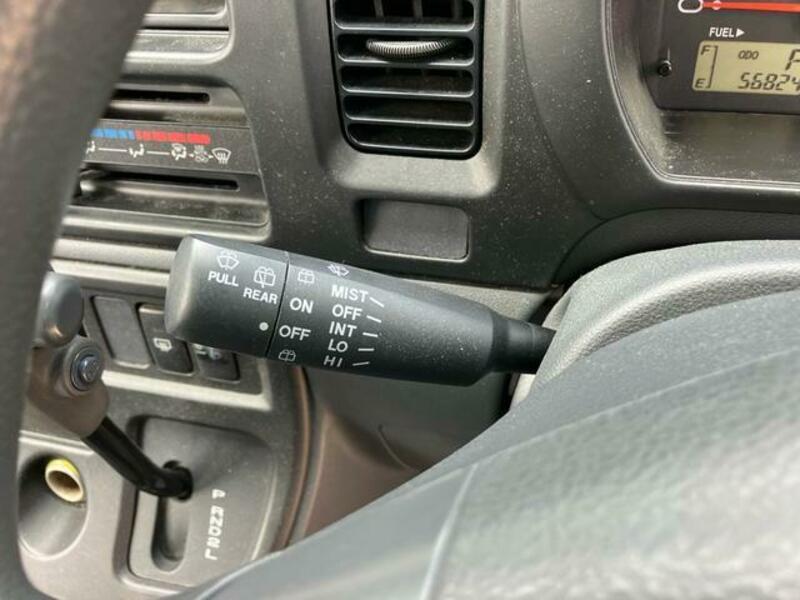 FUEL▶
F
ODO
P
E
56824
PULL
REAR
ON
OFF
MIST
OFF
INT
LO
HI
P
R
N
D
2
L